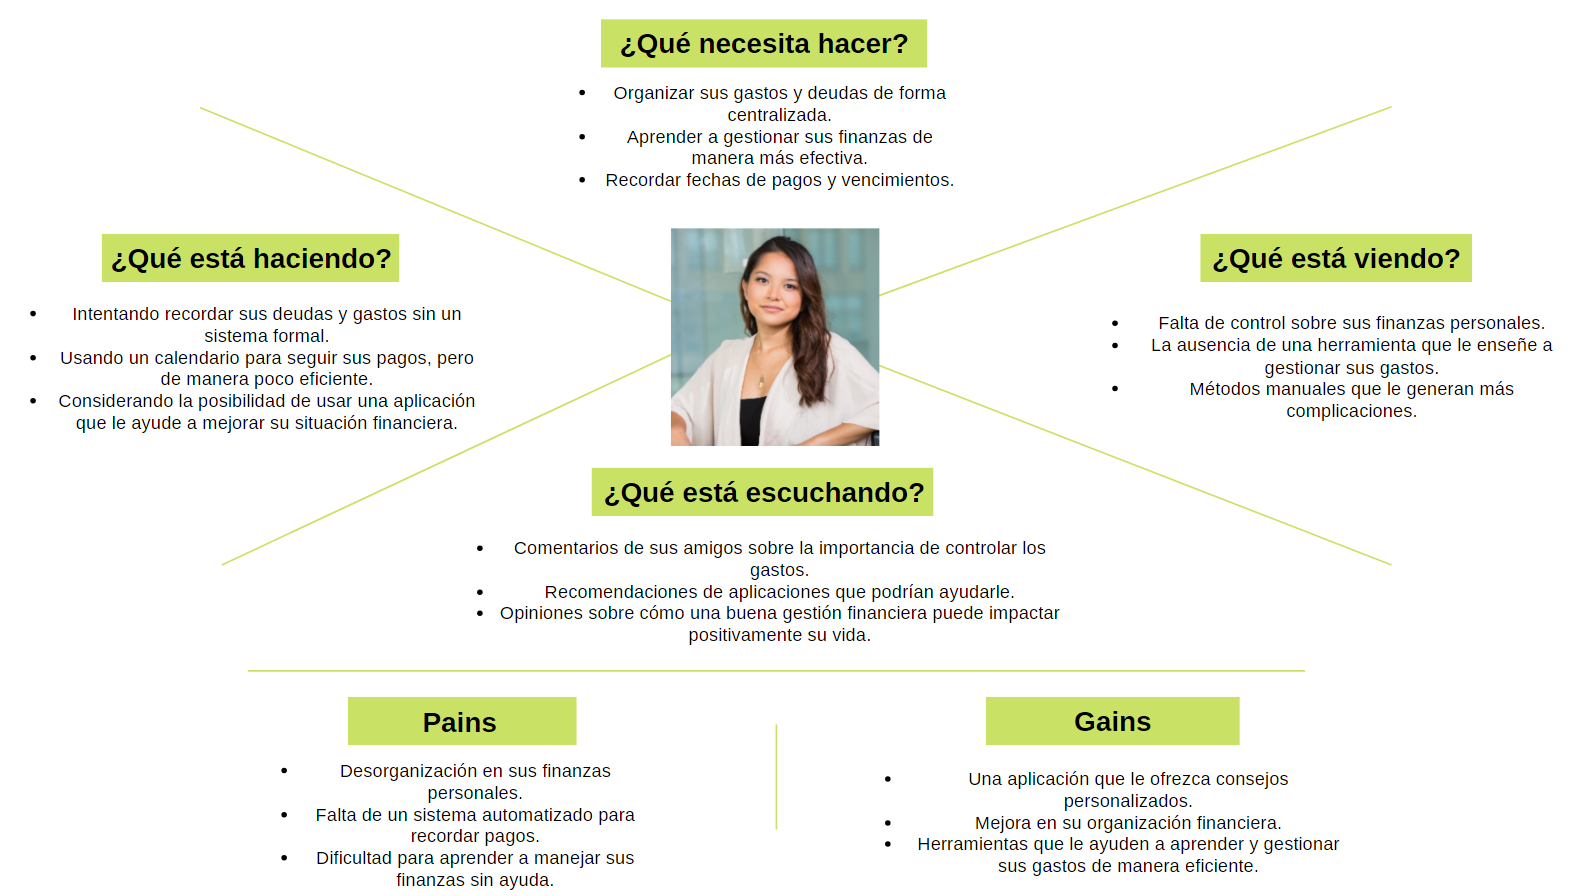 ¿Qué necesita hacer?
Organizar sus gastos y deudas de forma
centralizada.
Aprender a gestionar sus finanzas de
manera más efectiva.
Recordar fechas de pagos y vencimientos.
¿Qué está haciendo?
Intentando recordar sus deudas y gastos sin un
sistema formal.
Usando un calendario para seguir sus pagos, pero
de manera poco eficiente.
Considerando la posibilidad de usar una aplicación
que le ayude a mejorar su situación financiera.
¿Qué está viendo?
Falta de control sobre sus finanzas personales.
La ausencia de una herramienta que le enseñe a
gestionar sus gastos.
Métodos manuales que le generan más
complicaciones.
¿Qué está escuchando?
Comentarios de sus amigos sobre la importancia de controlar los
gastos.
Recomendaciones de aplicaciones que podrían ayudarle.
Opiniones sobre cómo una buena gestión financiera puede impactar
positivamente su vida.
Pains
Desorganización en sus finanzas
personales.
Falta de un sistema automatizado para
recordar pagos.
Dificultad para aprender a manejar sus
finanzas sin ayuda.
Gains
Una aplicación que le ofrezca consejos
personalizados.
Mejora en su organización financiera.
Herramientas que le ayuden a aprender y gestionar
sus gastos de manera eficiente.